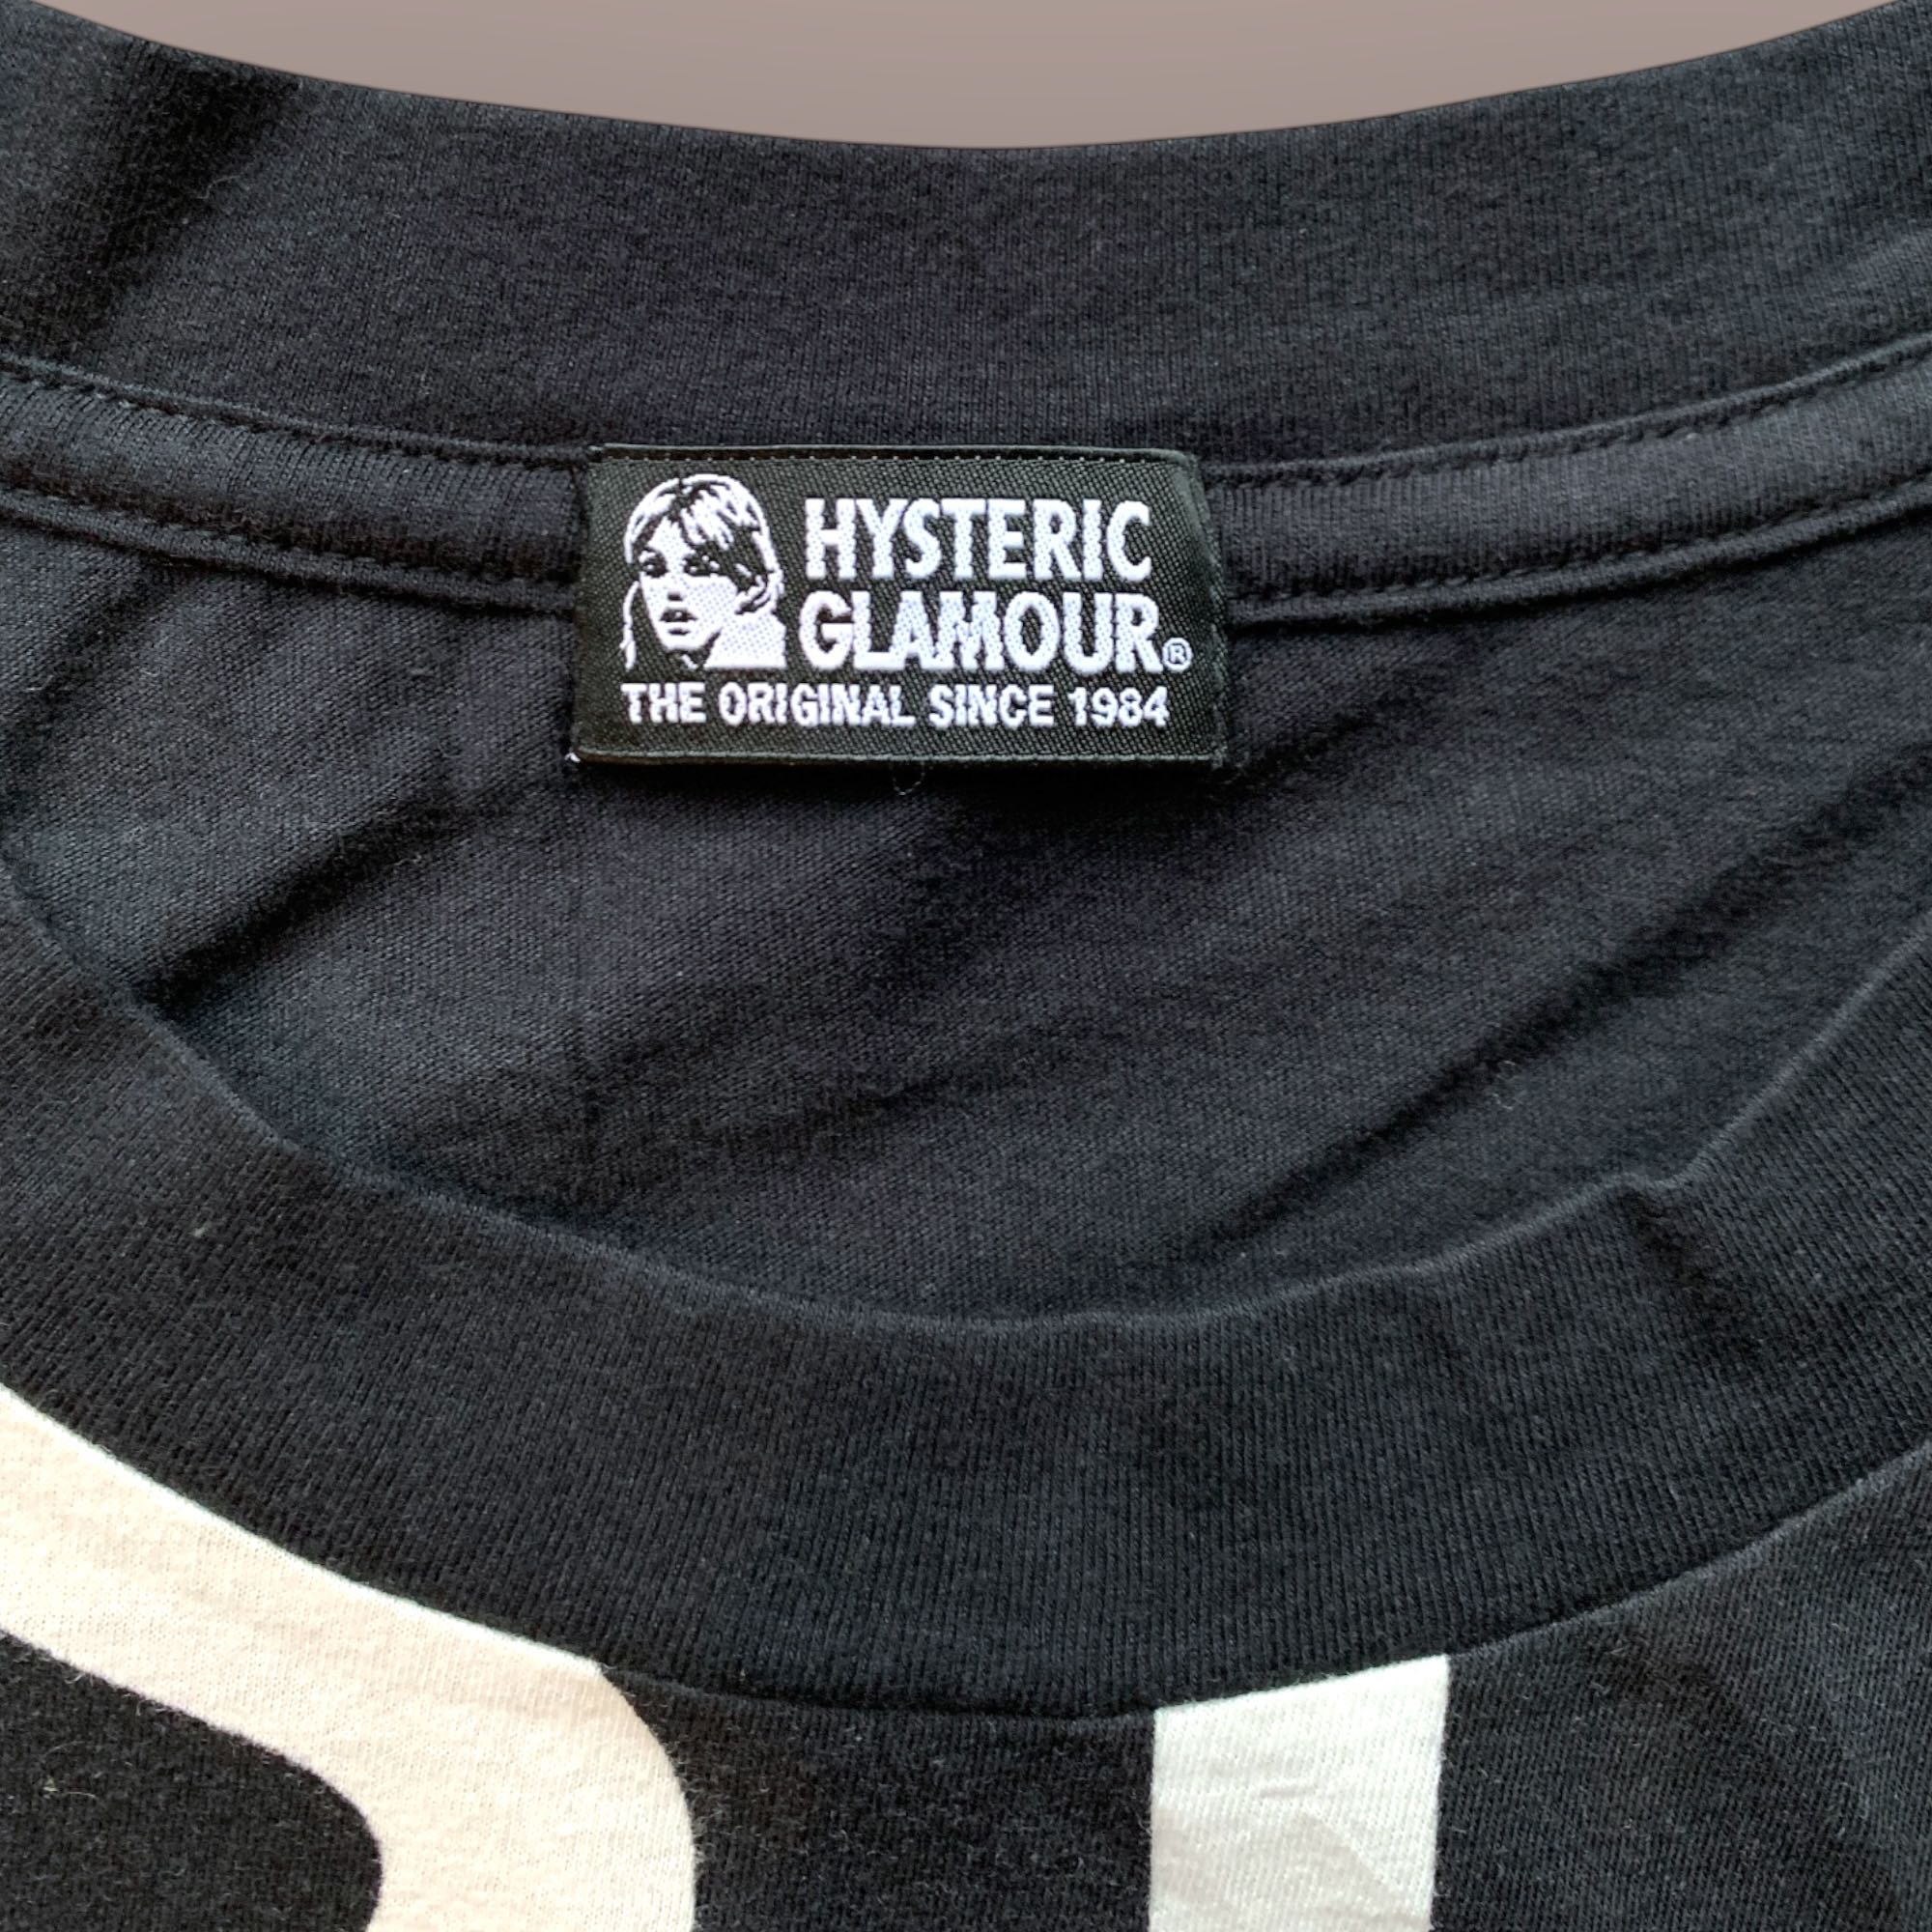 HYSTERIC
GLAMOUR®
THE ORIGINAL SINCE 1984